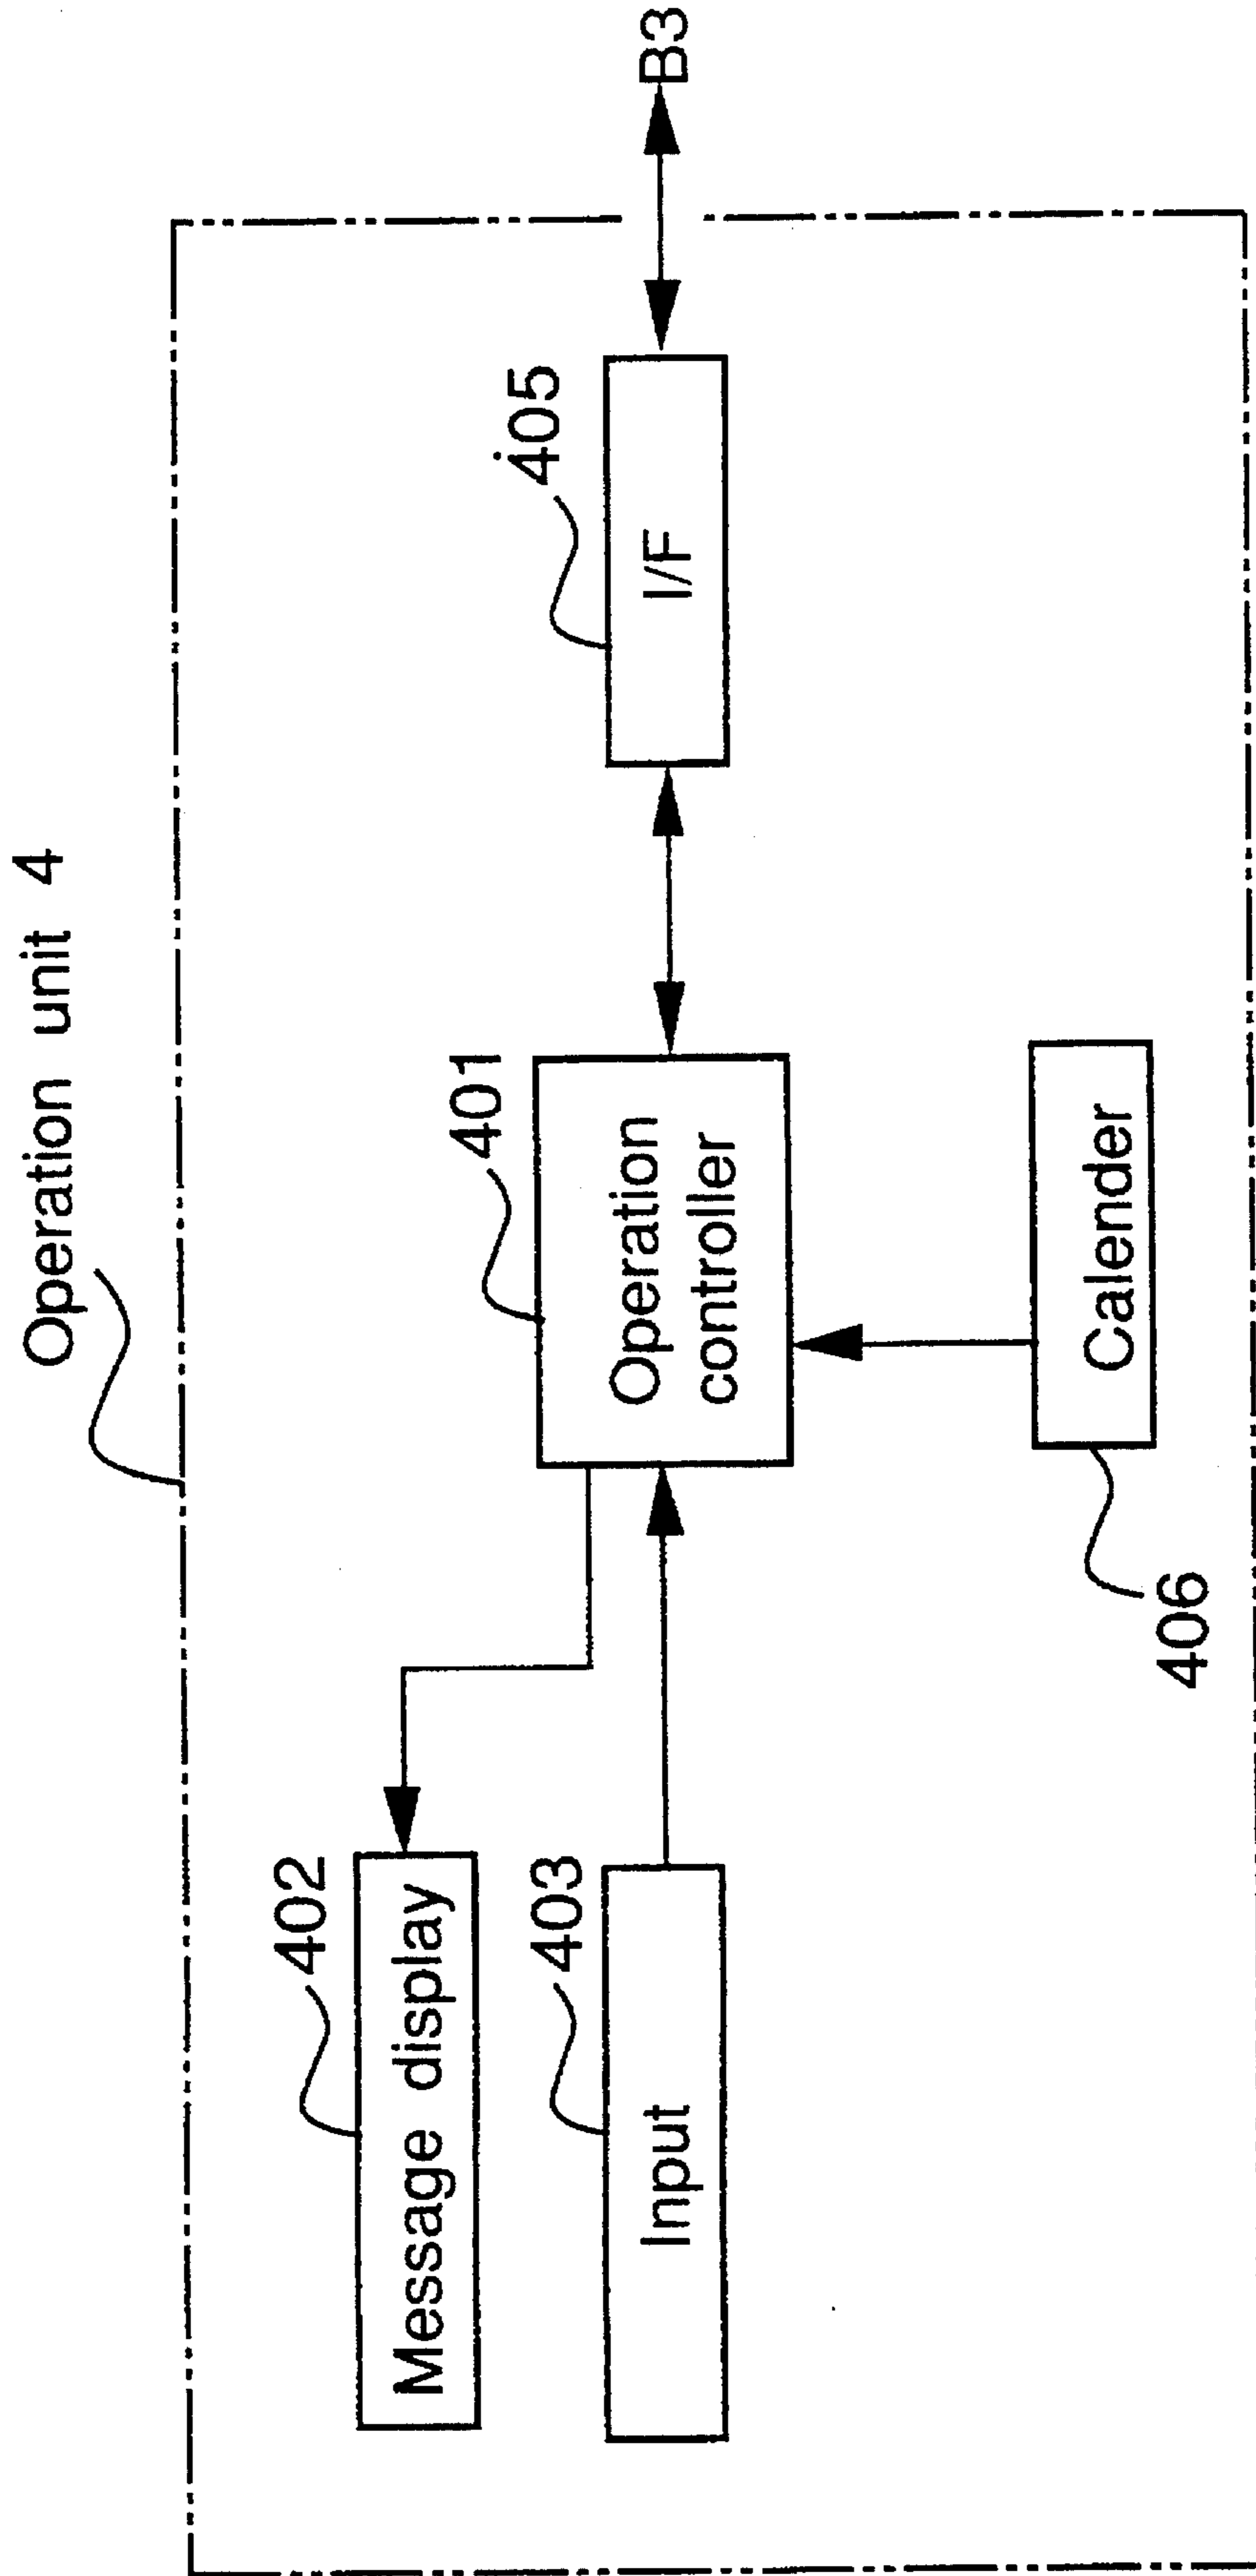 Operation unit 4
402
Message display
403
Input
401
Operation
controller
405
I/F
B3
406
Calender